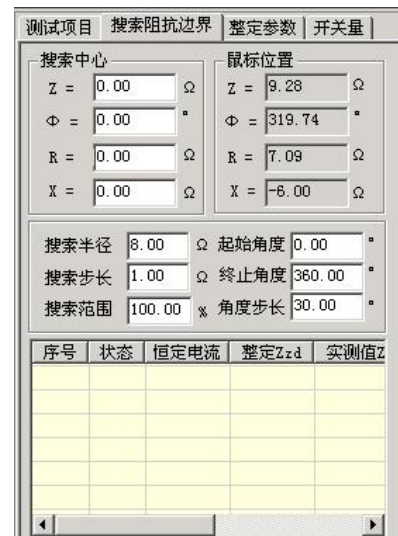 测试项目 搜索阻抗边界 整定参数 开关量
搜索中心 鼠标位置
Z = 0.00 Ω Z = 9.28 Ω
Φ = 0.00 ° Φ = 319.74 °
R = 0.00 Ω R = 7.09 Ω
X = 0.00 Ω X = -6.00 Ω
搜索半径 8.00 Ω 起始角度 0.00 °
搜索步长 1.00 Ω 终止角度 360.00 °
搜索范围 100.00 % 角度步长 30.00 °
序号 状态 恒定电流 整定Zzd 实测值Z